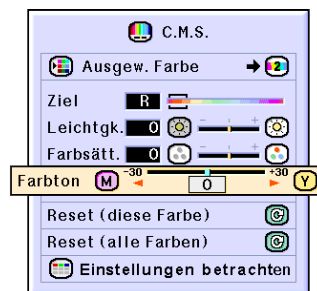 C.M.S.
Ausgew. Farbe 2
Ziel R
Leichtgk. 0 - +
Farbsätt. 0 - +
Farbton M -30 0 +30 Y
Reset (diese Farbe)
Reset (alle Farben)
Einstellungen betrachten